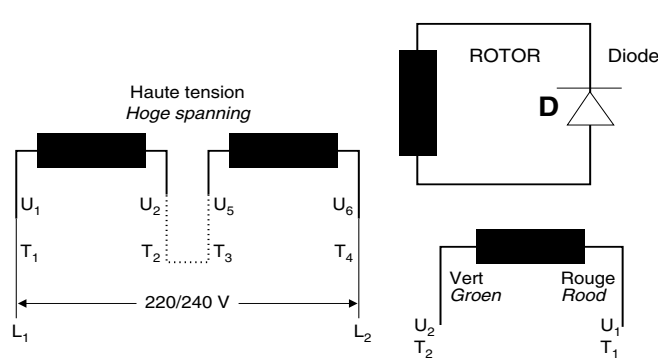 Haute tension
Hoge spanning
U₁ U₂ U₅ U₆
T₁ T₂ T₃ T₄
220/240 V
L₁ L₂
ROTOR Diode
D
Vert Rouge
Groen Rood
U₂ U₁
T₂ T₁